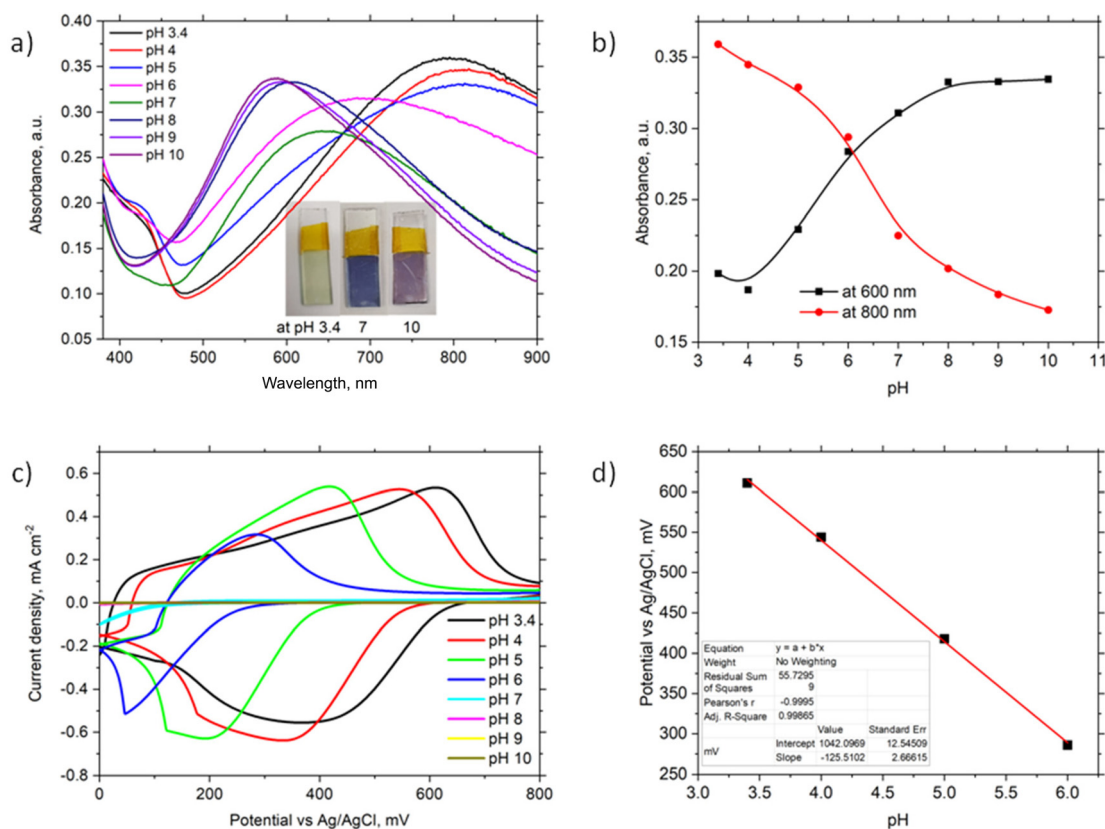 a)
Absorbance, a.u.
0.40
0.35
0.30
0.25
0.20
0.15
0.10
0.05
pH 3.4
pH 4
pH 5
pH 6
pH 7
pH 8
pH 9
pH 10
at pH 3.4 7 10
400 500 600 700 800 900
Wavelength, nm
b)
Absorbance, a.u.
0.40
0.35
0.30
0.25
0.20
0.15
at 600 nm
at 800 nm
3 4 5 6 7 8 9 10 11
pH
c)
Current density, mA cm-2
0.6
0.4
0.2
0.0
-0.2
-0.4
-0.6
-0.8
pH 3.4
pH 4
pH 5
pH 6
pH 7
pH 8
pH 9
pH 10
0 200 400 600 800
Potential vs Ag/AgCl, mV
d)
Potential vs Ag/AgCl, mV
650
600
550
500
450
400
350
300
250
Equation y = a + b*x
Weight No Weighting
Residual Sum 55.7295
of Squares 9
Pearson's r -0.9995
Adj. R-Square 0.99865
Value Standard Err
mV Intercept 1042.0969 12.54509
Slope -125.5102 2.66615
3.0 3.5 4.0 4.5 5.0 5.5 6.0
pH